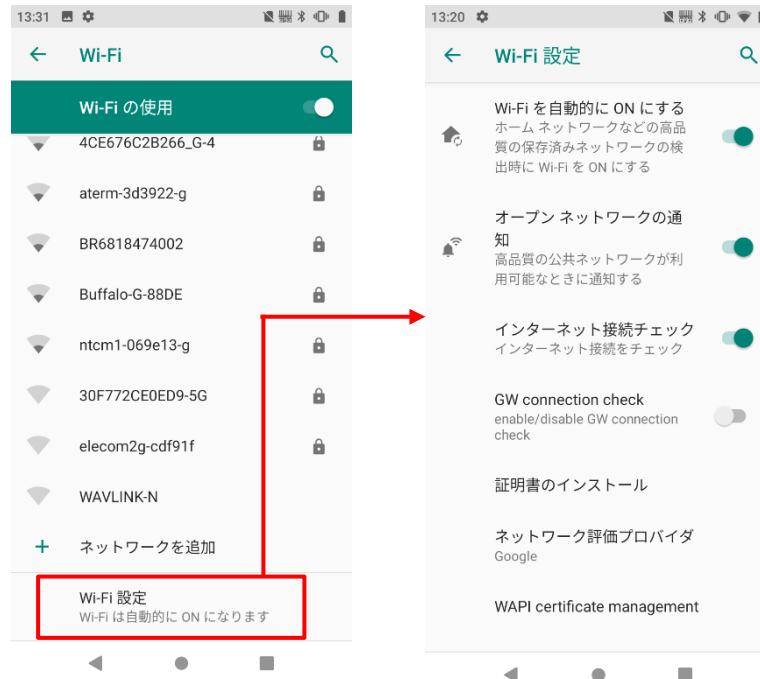 13:31
Wi-Fi
Wi-Fi の使用
4CE676C2B266_G-4
aterm-3d3922-g
BR6818474002
Buffalo-G-88DE
ntcm1-069e13-g
30F772CE0ED9-5G
elecom2g-cdf91f
WAVLINK-N
ネットワークを追加
Wi-Fi 設定
Wi-Fi は自動的に ON になります
13:20
Wi-Fi 設定
Wi-Fi を自動的に ON にする
ホーム ネットワークなどの高品
質の保存済みネットワークの検
出時に Wi-Fi を ON にする
オープン ネットワークの通
知
高品質の公共ネットワークが利
用可能なときに通知する
インターネット接続チェック
インターネット接続をチェック
GW connection check
enable/disable GW connection
check
証明書のインストール
ネットワーク評価プロバイダ
Google
WAPI certificate management